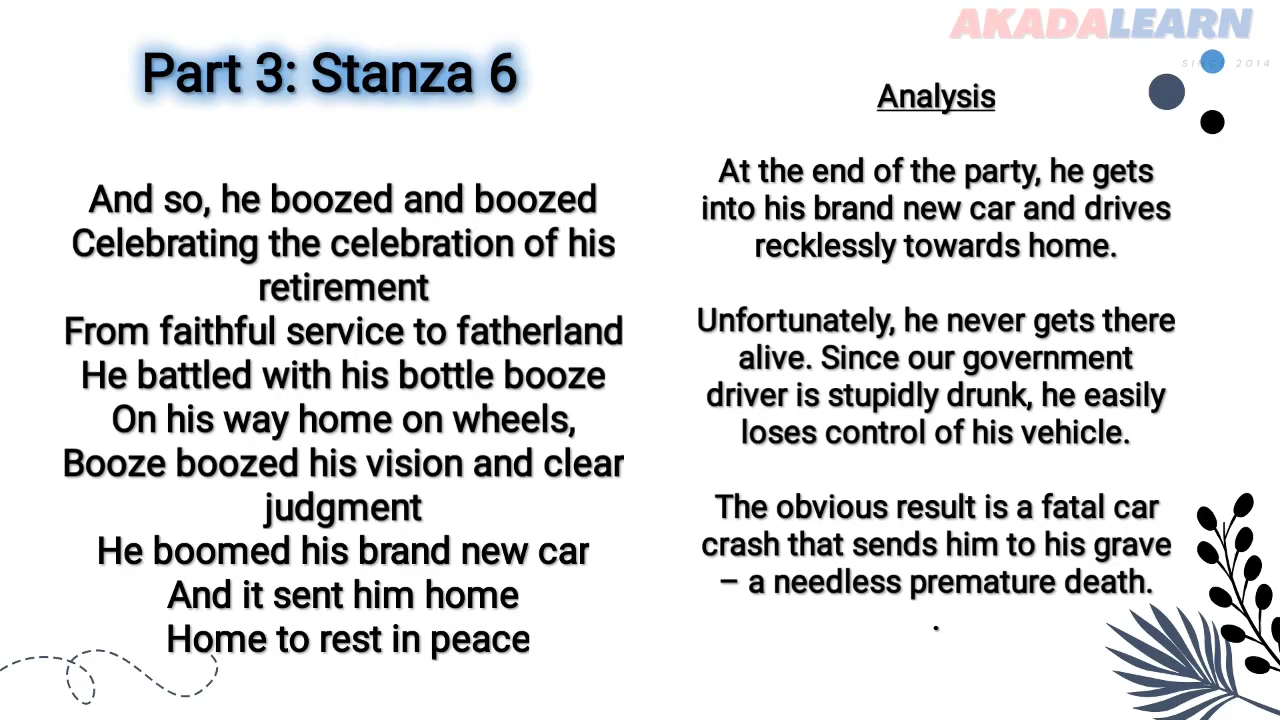 AKADALEARN
SINCE 2014
Part 3: Stanza 6
And so, he boozed and boozed
Celebrating the celebration of his
retirement
From faithful service to fatherland
He battled with his bottle booze
On his way home on wheels,
Booze boozed his vision and clear
judgment
He boomed his brand new car
And it sent him home
Home to rest in peace
Analysis
At the end of the party, he gets
into his brand new car and drives
recklessly towards home.
Unfortunately, he never gets there
alive. Since our government
driver is stupidly drunk, he easily
loses control of his vehicle.
The obvious result is a fatal car
crash that sends him to his grave
– a needless premature death.
.